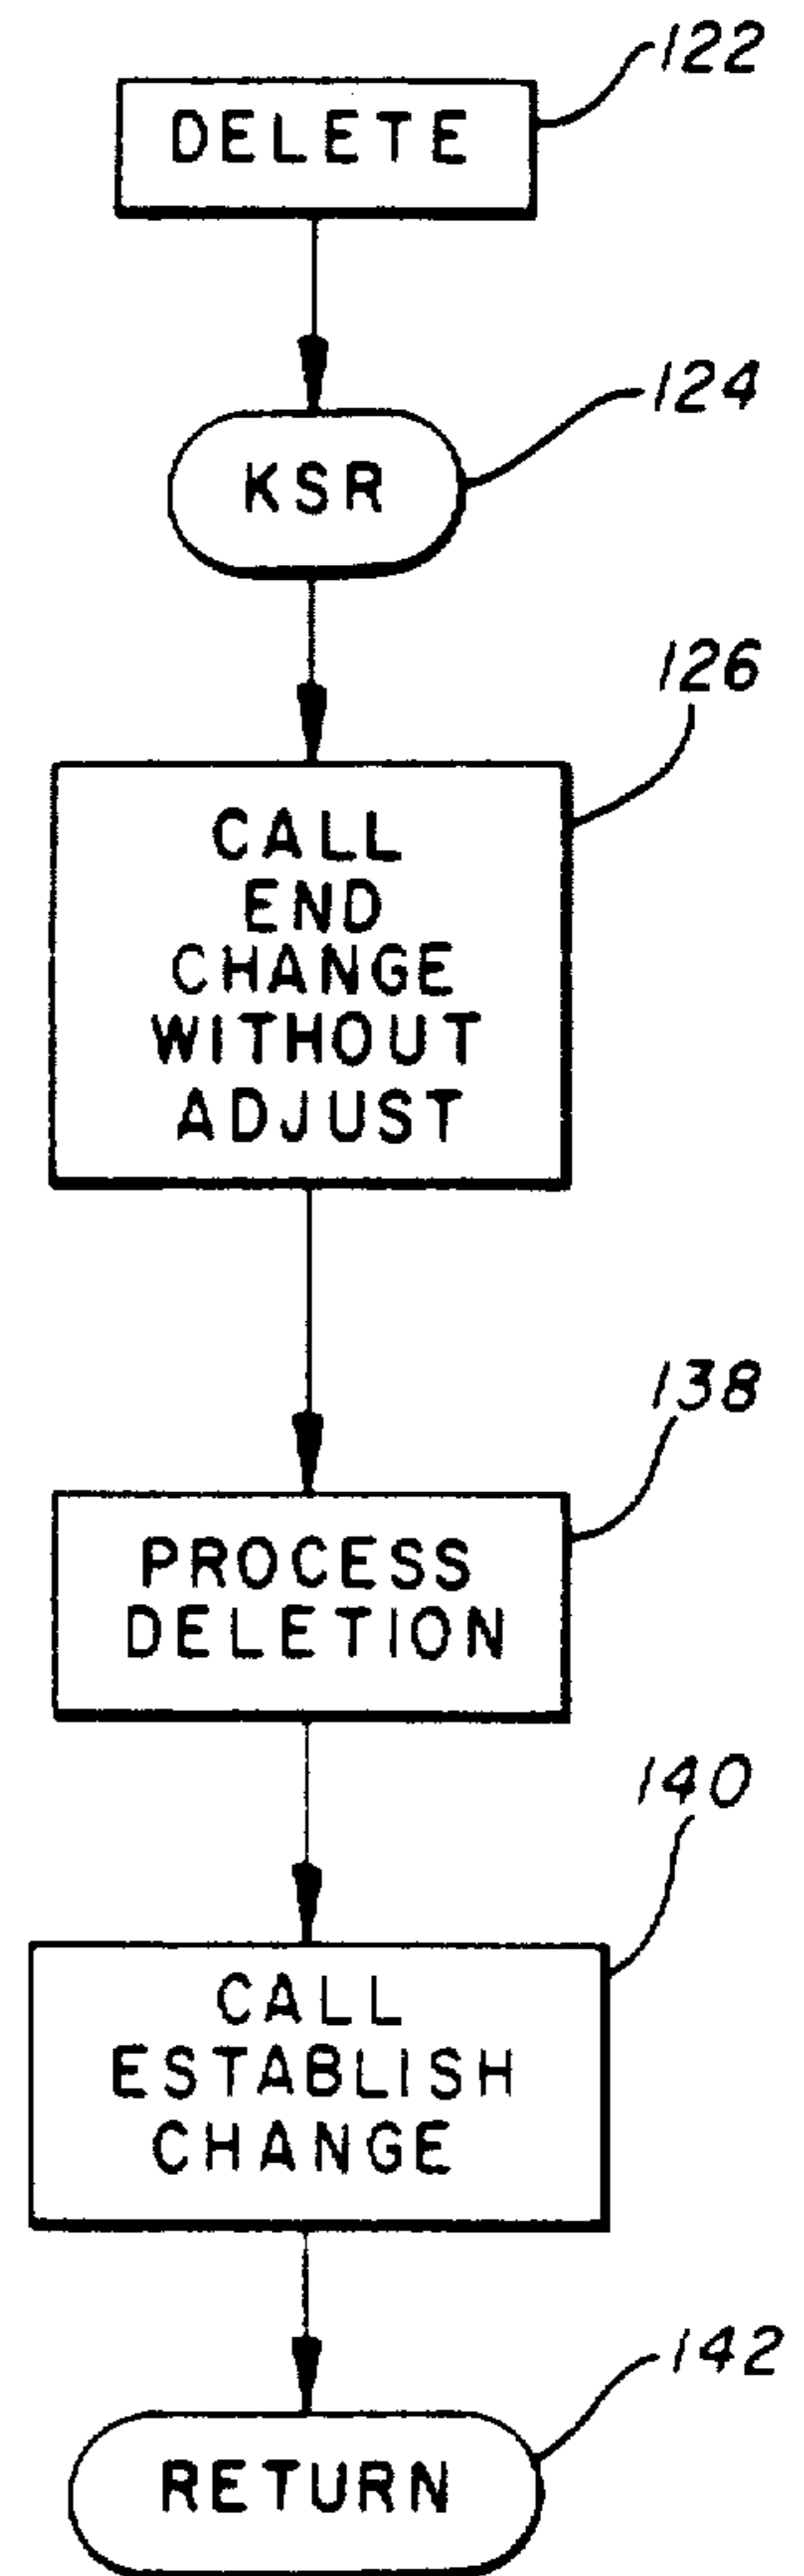 122
DELETE
124
KSR
126
CALL
END
CHANGE
WITHOUT
ADJUST
138
PROCESS
DELETION
140
CALL
ESTABLISH
CHANGE
142
RETURN